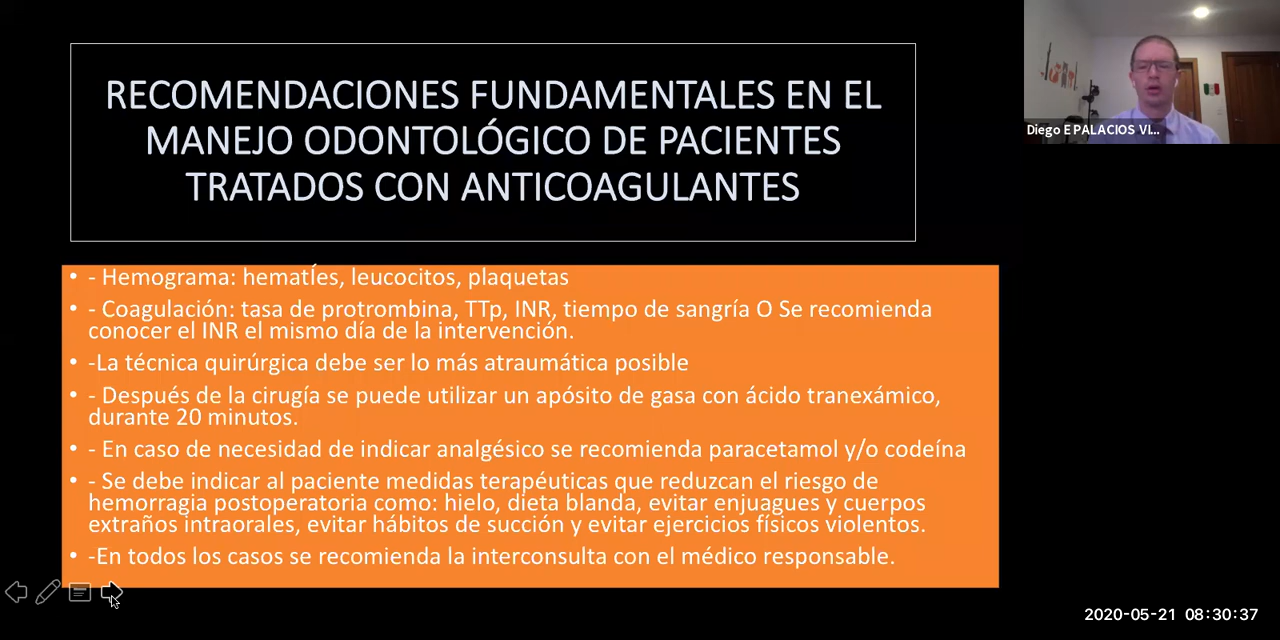 RECOMENDACIONES FUNDAMENTALES EN EL
MANEJO ODONTOLÓGICO DE PACIENTES
TRATADOS CON ANTICOAGULANTES
Diego E PALACIOS VI...
• - Hemograma: hematÍes, leucocitos, plaquetas
• - Coagulación: tasa de protrombina, TTp, INR, tiempo de sangría O Se recomienda
conocer el INR el mismo día de la intervención.
• -La técnica quirúrgica debe ser lo más atraumática posible
• - Después de la cirugía se puede utilizar un apósito de gasa con ácido tranexámico,
durante 20 minutos.
• - En caso de necesidad de indicar analgésico se recomienda paracetamol y/o codeína
• - Se debe indicar al paciente medidas terapéuticas que reduzcan el riesgo de
hemorragia postoperatoria como: hielo, dieta blanda, evitar enjuagues y cuerpos
extraños intraorales, evitar hábitos de succión y evitar ejercicios físicos violentos.
• -En todos los casos se recomienda la interconsulta con el médico responsable.
2020-05-21 08:30:37